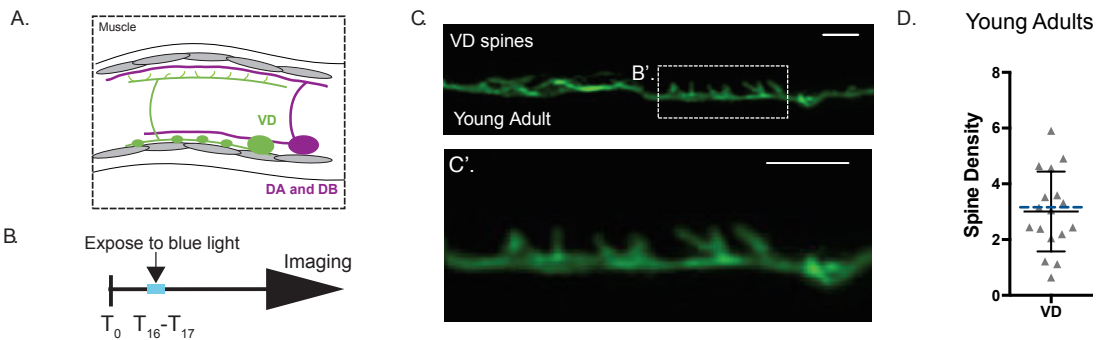 A.
Muscle
VD
DA and DB
B.
Expose to blue light
Imaging
T0 T16-T17
C.
VD spines
B'.
Young Adult
C'.
D.
Young Adults
Spine Density
8
6
4
2
0
VD